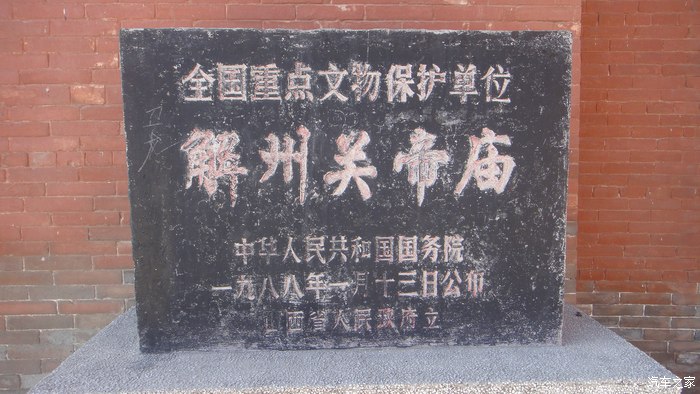 全国重点文物保护单位
解州关帝庙
中华人民共和国国务院
一九八八年一月十三日公布
山西省人民政府立
汽车之家